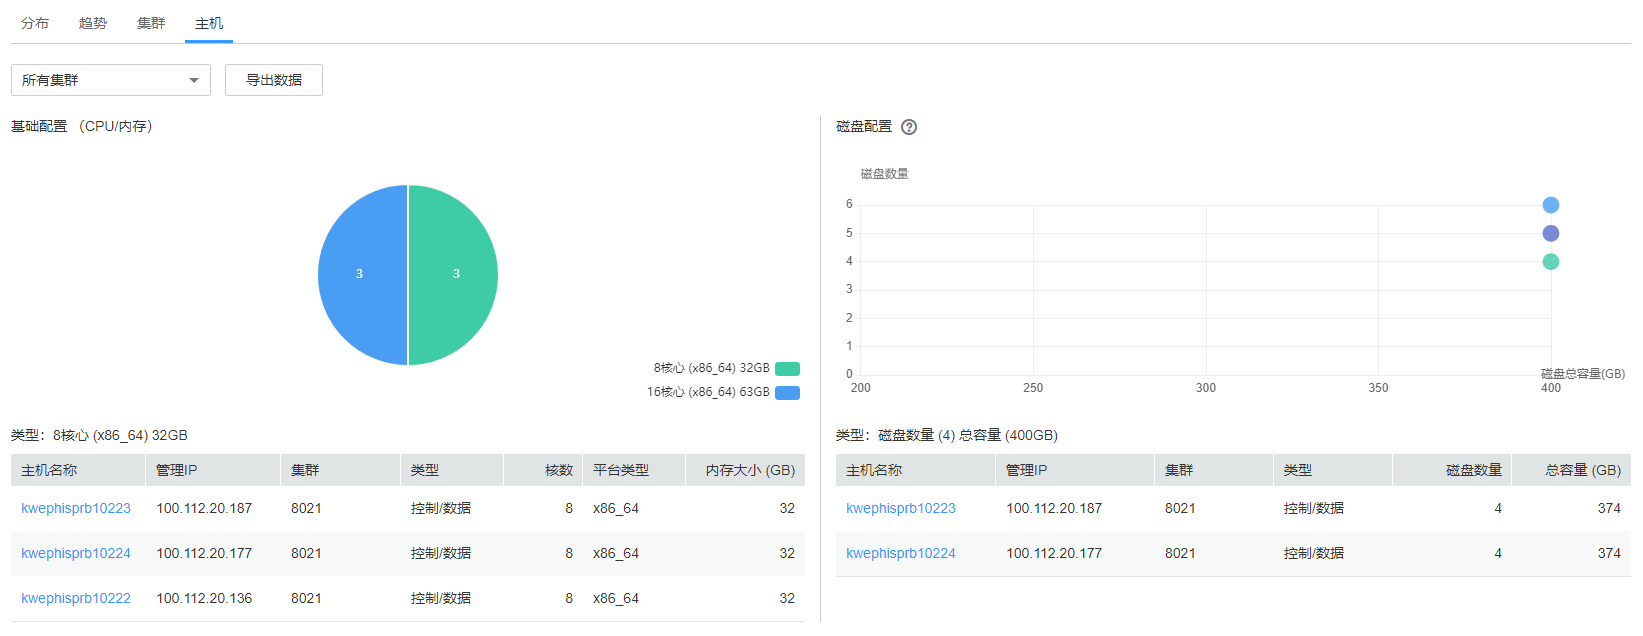 分布 趋势 集群 主机
所有集群 导出数据
基础配置 （CPU/内存）
3 3
8核心 (x86_64) 32GB
16核心 (x86_64) 63GB
类型：8核心 (x86_64) 32GB
主机名称 管理IP 集群 类型 核数 平台类型 内存大小 (GB)
kwephisprb10223 100.112.20.187 8021 控制/数据 8 x86_64 32
kwephisprb10224 100.112.20.177 8021 控制/数据 8 x86_64 32
kwephisprb10222 100.112.20.136 8021 控制/数据 8 x86_64 32
磁盘配置 ?
磁盘数量
6
5
4
3
2
1
0
磁盘总容量(GB)
200 250 300 350 400
类型：磁盘数量 (4) 总容量 (400GB)
主机名称 管理IP 集群 类型 磁盘数量 总容量 (GB)
kwephisprb10223 100.112.20.187 8021 控制/数据 4 374
kwephisprb10224 100.112.20.177 8021 控制/数据 4 374